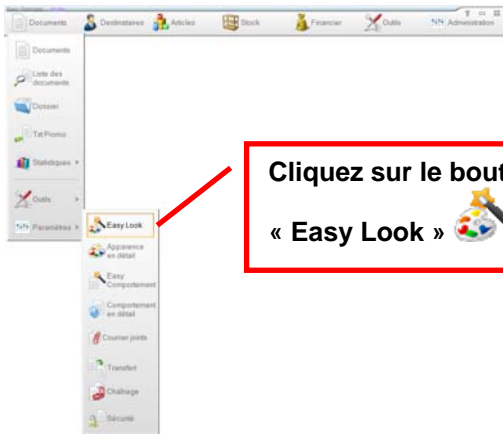 Documents Destinataires Articles Stock Financier Outils Administration
Documents
Liste des
documents
Dossier
Txt Promo
Statistiques
Outils
Paramètres
Easy Look
Apparence
en détail
Easy
Comportement
Comportement
en détail
Courrier joints
Transfert
Chaînage
Sécurité
Cliquez sur le bout
« Easy Look »